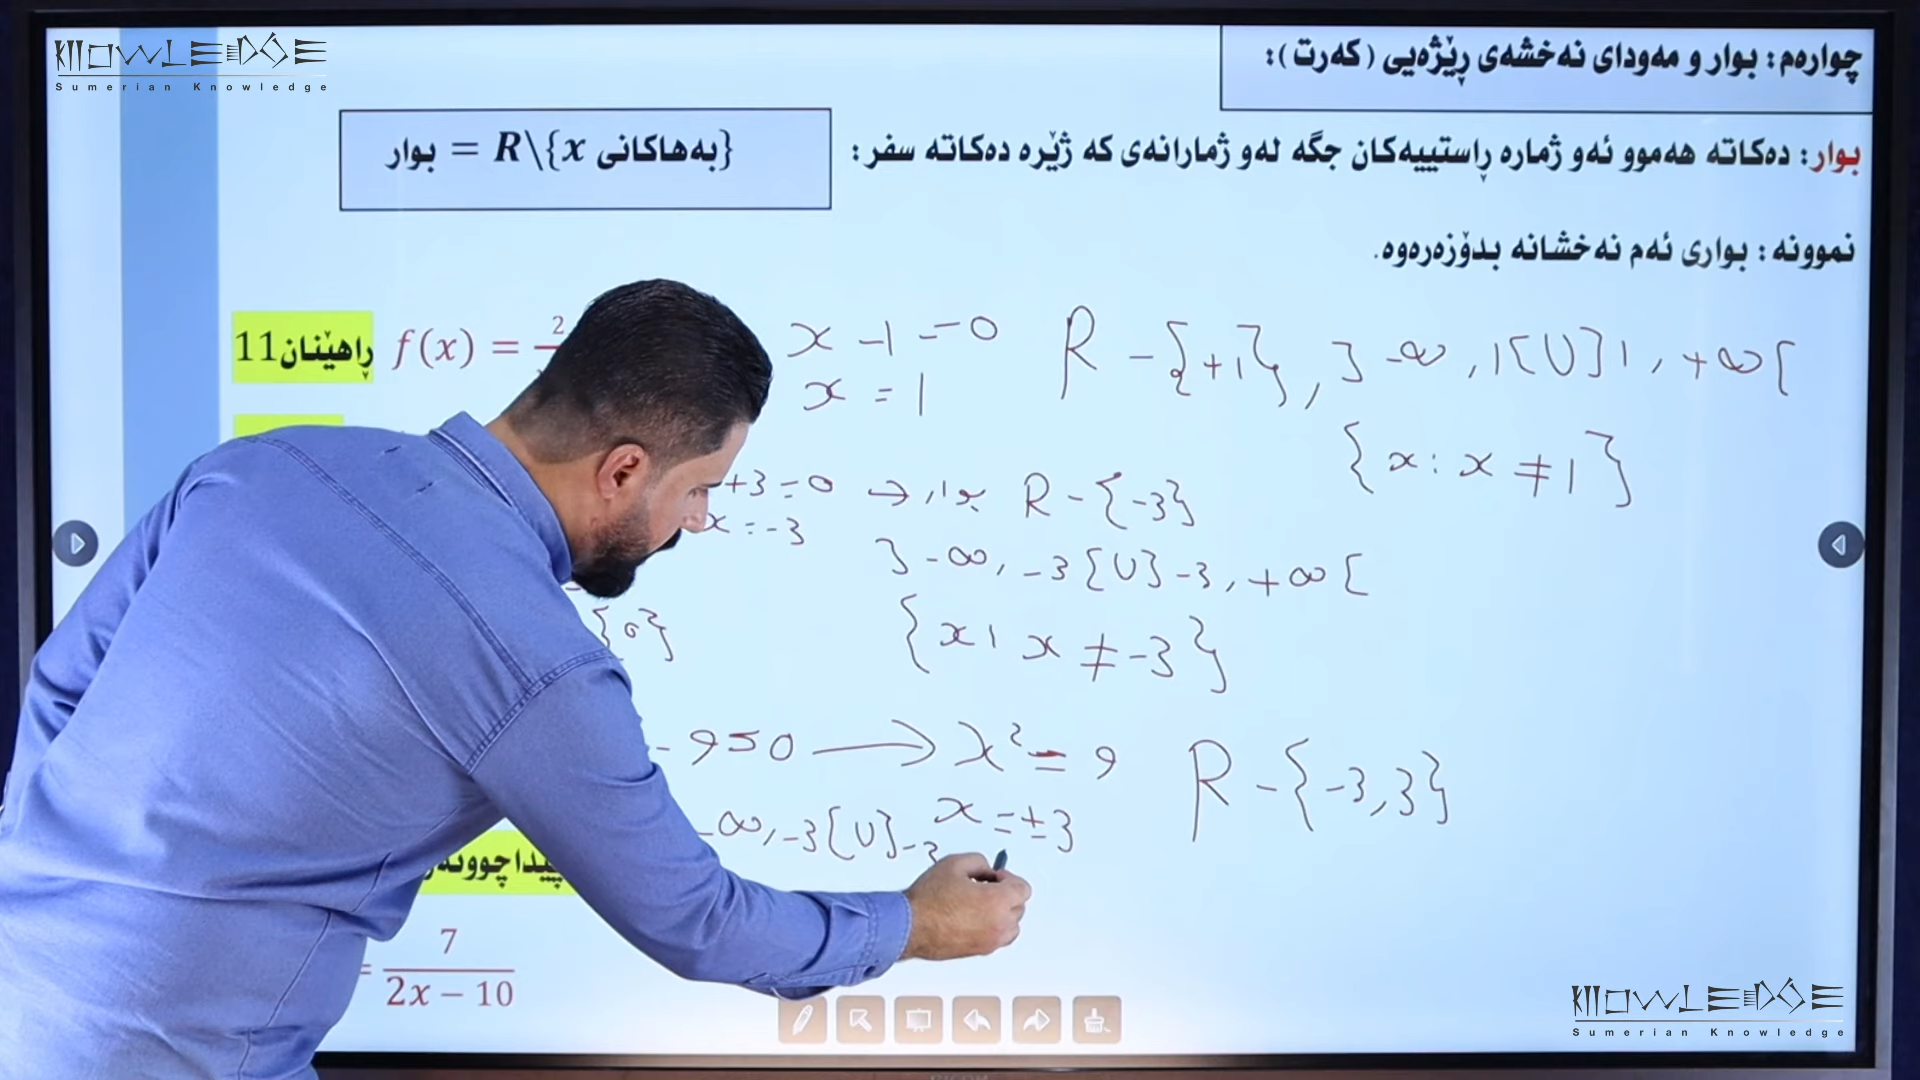 KNOWLEDGE
Sumerian Knowledge
چوارەم : بوار و مەودای نەخشەی ڕێژەیی (کەرت) :
بوار : دەکاتە هەموو ئەو ژمارە ڕاستییەکان جگە لەو ژمارانەی کە ژێرە دەکاتە سفر :
بوار = R\{x بەهاکانی}
نموونە : بواری ئەم نەخشانە بدۆزەرەوە.
ڕاهێنان11 f(x) = 2
x - 1 = 0
x = 1
R - {+1} , ]-∞ , 1[ U ]1 , +∞[
{x : x ≠ 1}
+3 = 0 → بوار R - {-3}
x = -3
]-∞ , -3[ U ]-3 , +∞[
{0}
{x | x ≠ -3}
- 9 = 0 → x² = 9
R - {-3, 3}
-∞, -3[ U ]-3
x = ±3
= 7/(2x - 10)
KNOWLEDGE
Sumerian Knowledge